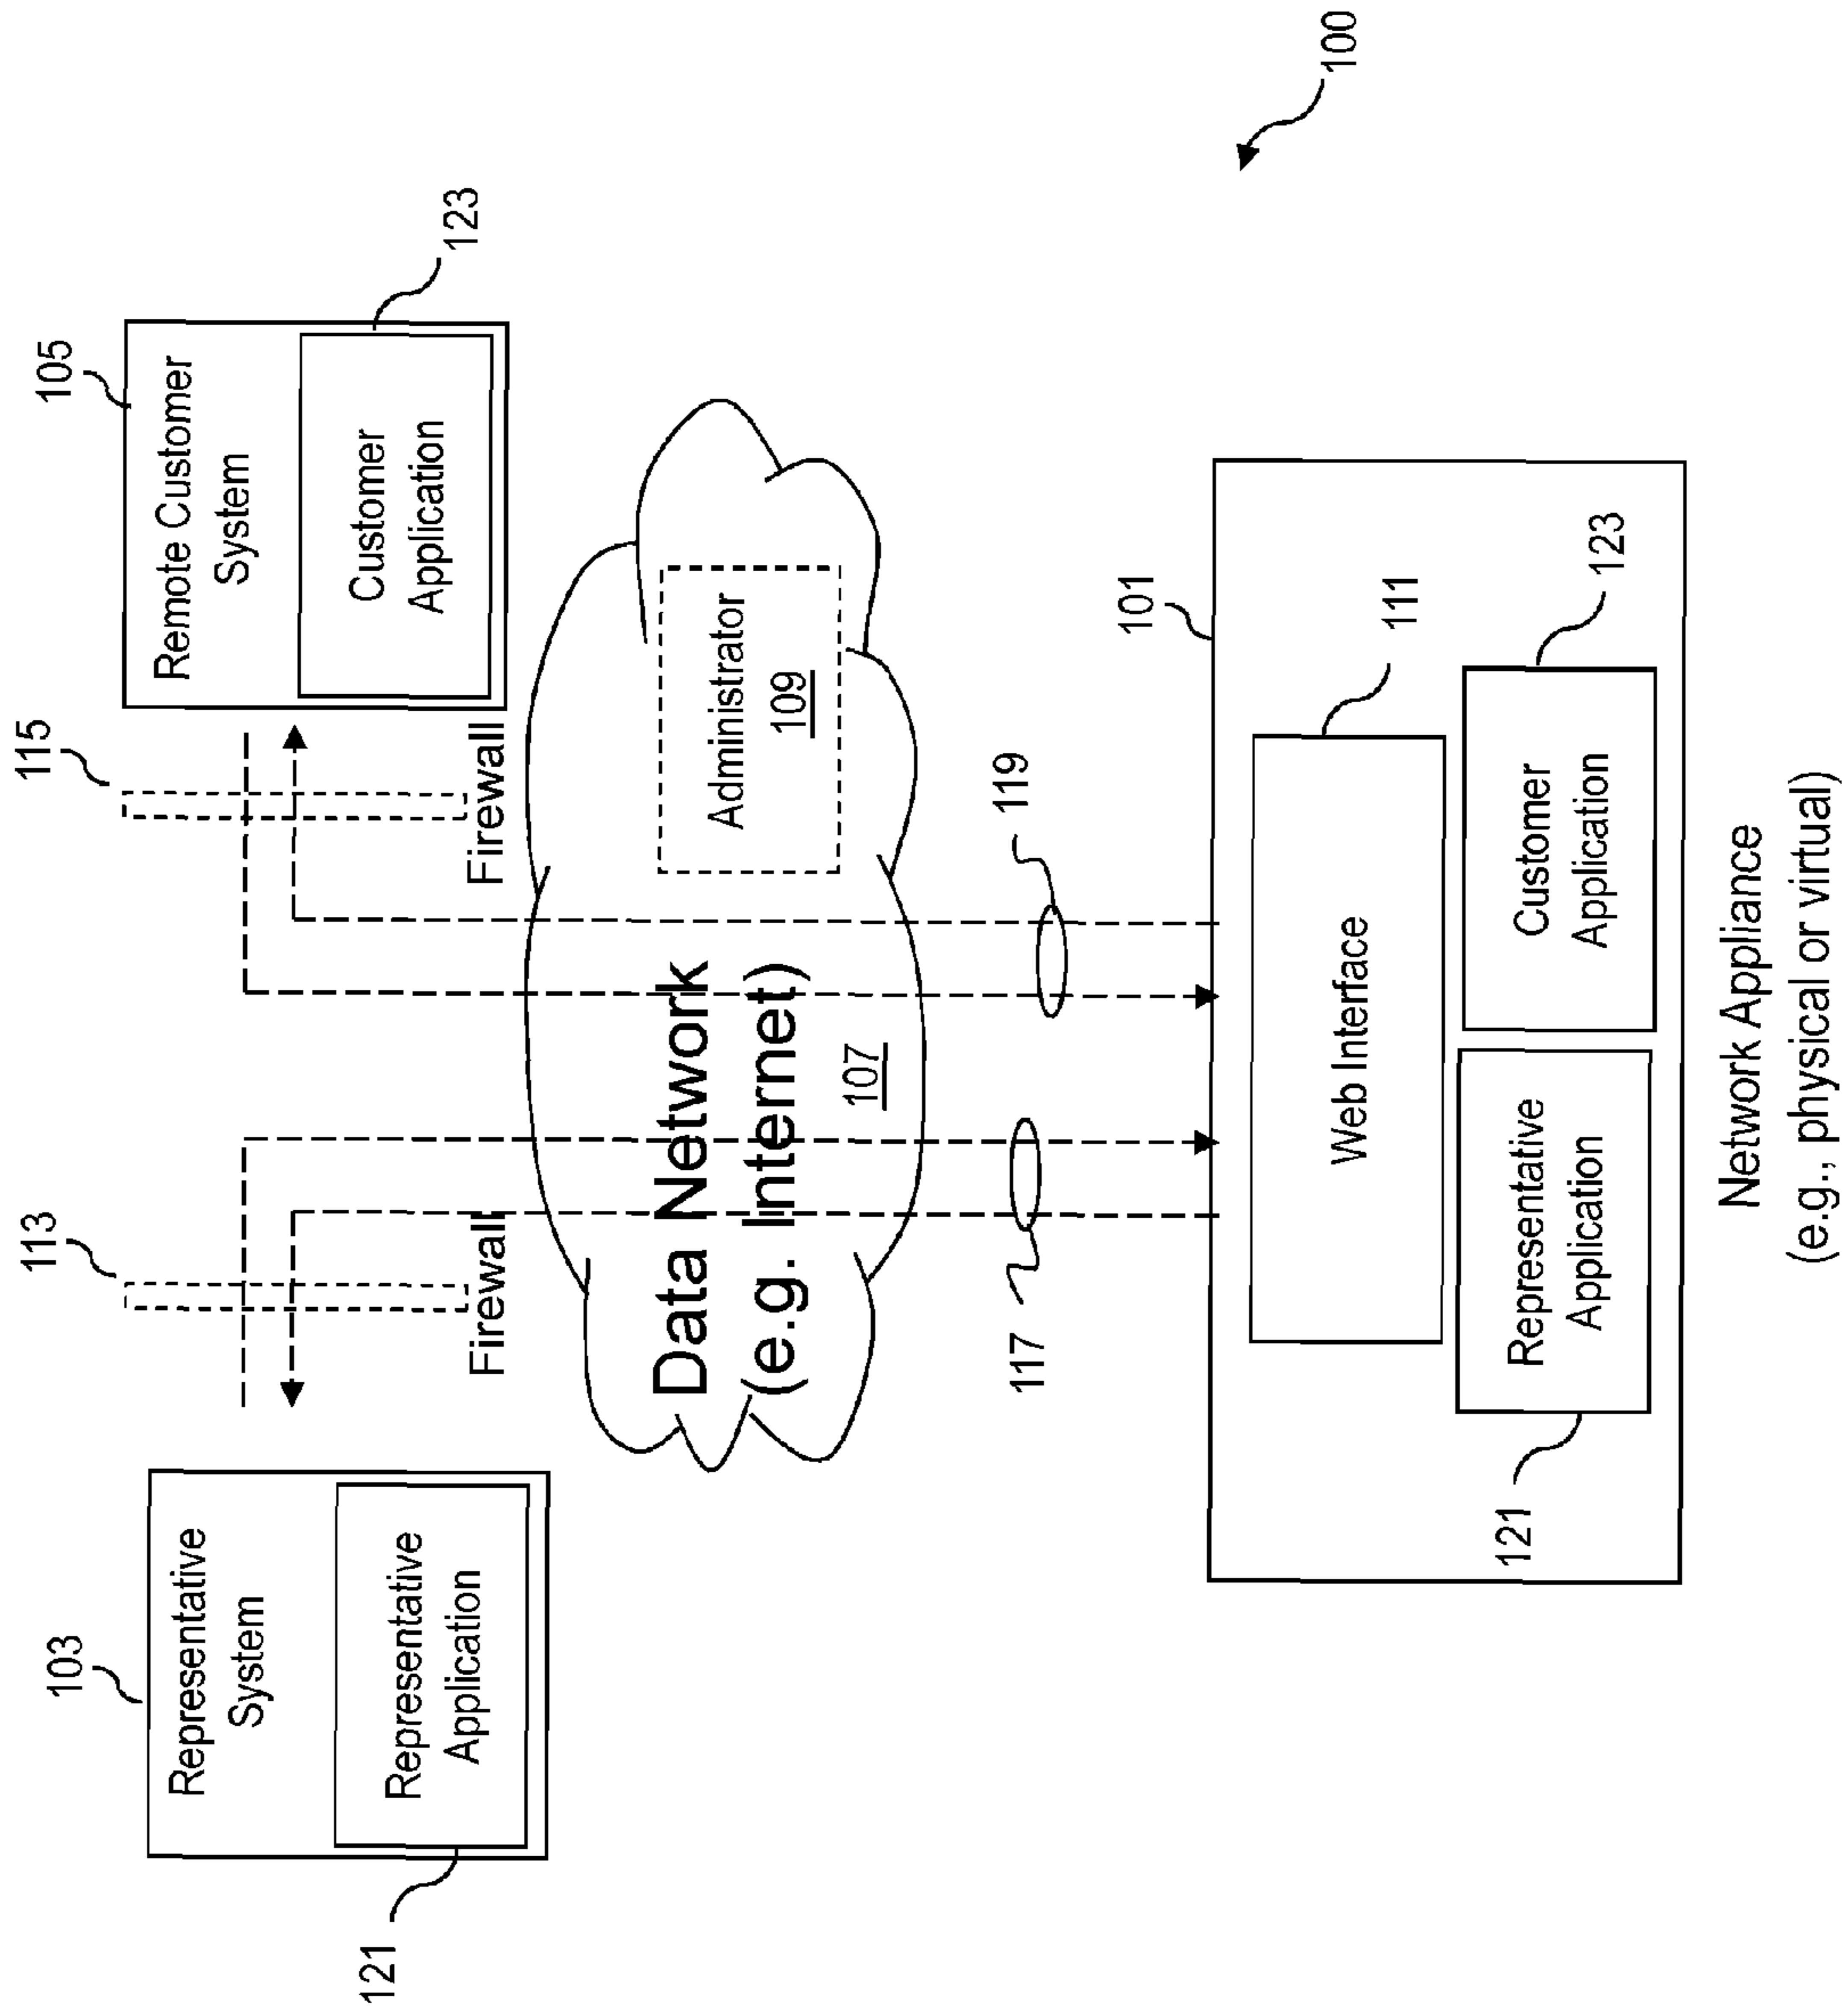 103
Representative
System
Representative
Application
121
113
Firewall
115
Firewall
105
Remote Customer
System
Customer
Application
123
Data Network
(e.g. Internet)
107
Administrator
109
117
119
100
101
Web Interface
111
Representative
Application
121
Customer
Application
123
Network Appliance
(e.g., physical or virtual)